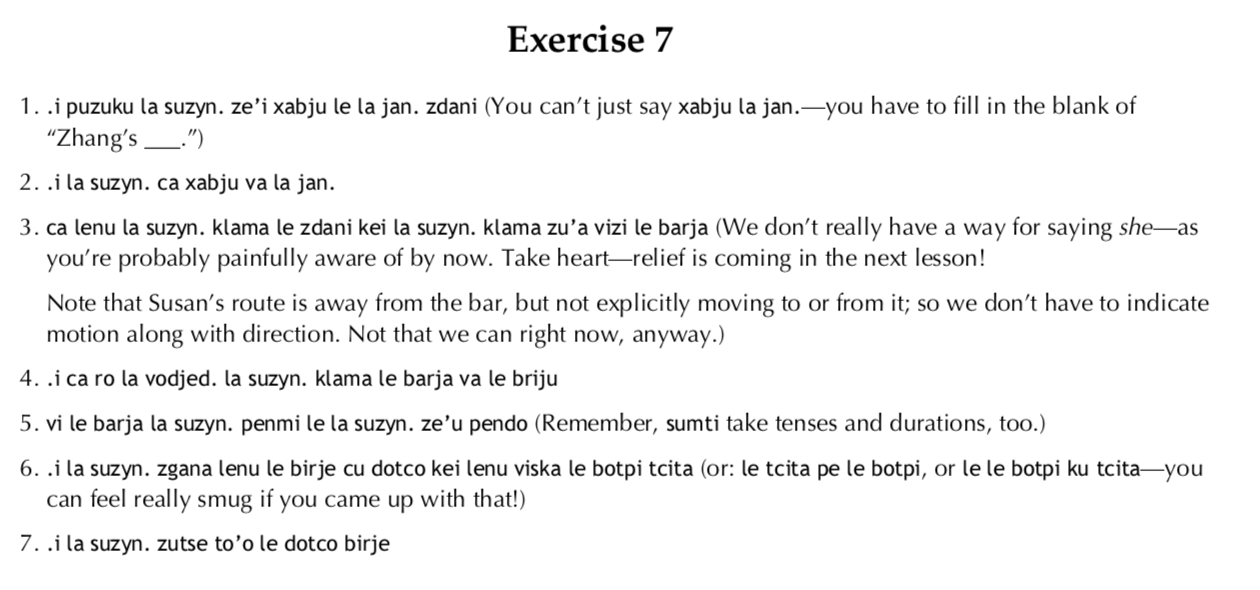 Exercise 7
1. .i puzuku la suzyn. ze’i xabju le la jan. zdani (You can’t just say xabju la jan.—you have to fill in the blank of
“Zhang’s ___.”)
2. .i la suzyn. ca xabju va la jan.
3. ca lenu la suzyn. klama le zdani kei la suzyn. klama zu’a vizi le barja (We don’t really have a way for saying she—as
you’re probably painfully aware of by now. Take heart—relief is coming in the next lesson!
Note that Susan’s route is away from the bar, but not explicitly moving to or from it; so we don’t have to indicate
motion along with direction. Not that we can right now, anyway.)
4. .i ca ro la vodjed. la suzyn. klama le barja va le briju
5. vi le barja la suzyn. penmi le la suzyn. ze’u pendo (Remember, sumti take tenses and durations, too.)
6. .i la suzyn. zgana lenu le birje cu dotco kei lenu viska le botpi tcita (or: le tcita pe le botpi, or le le botpi ku tcita—you
can feel really smug if you came up with that!)
7. .i la suzyn. zutse to’o le dotco birje